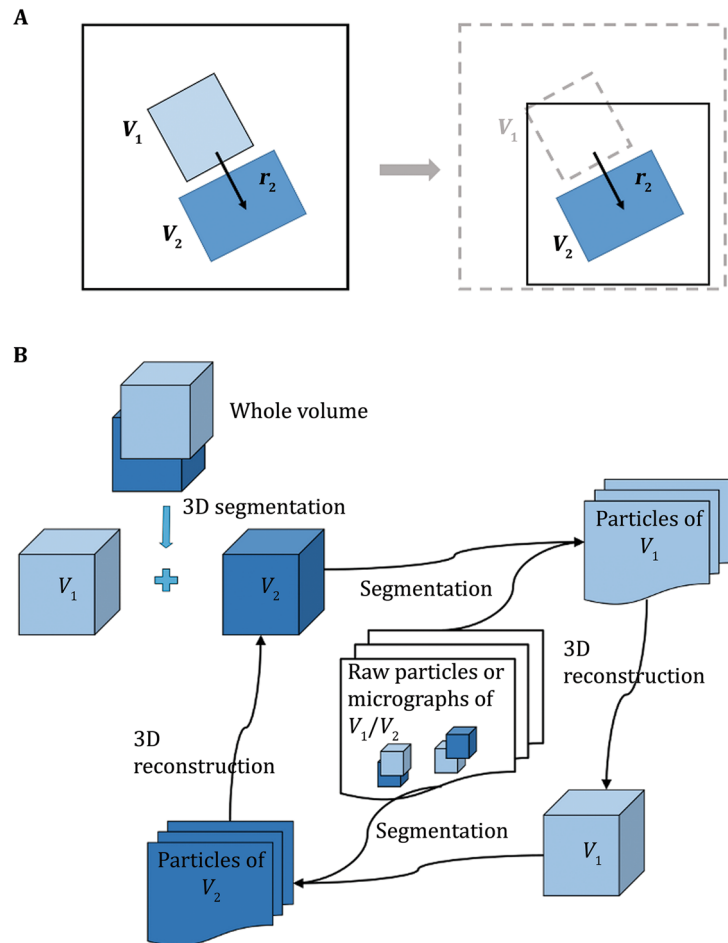 A
V₁
r₂
V₂
V₁
r₂
V₂
B
Whole volume
3D segmentation
V₁
V₂
Segmentation
Particles of
V₁
Raw particles or
micrographs of
V₁/V₂
3D
reconstruction
3D
reconstruction
Segmentation
Particles of
V₂
V₁